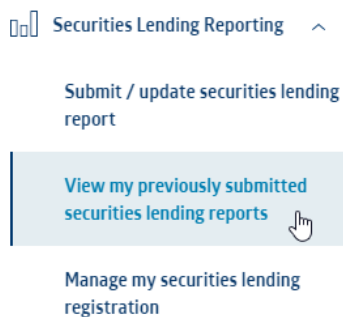 Securities Lending Reporting
Submit / update securities lending
report
View my previously submitted
securities lending reports
Manage my securities lending
registration